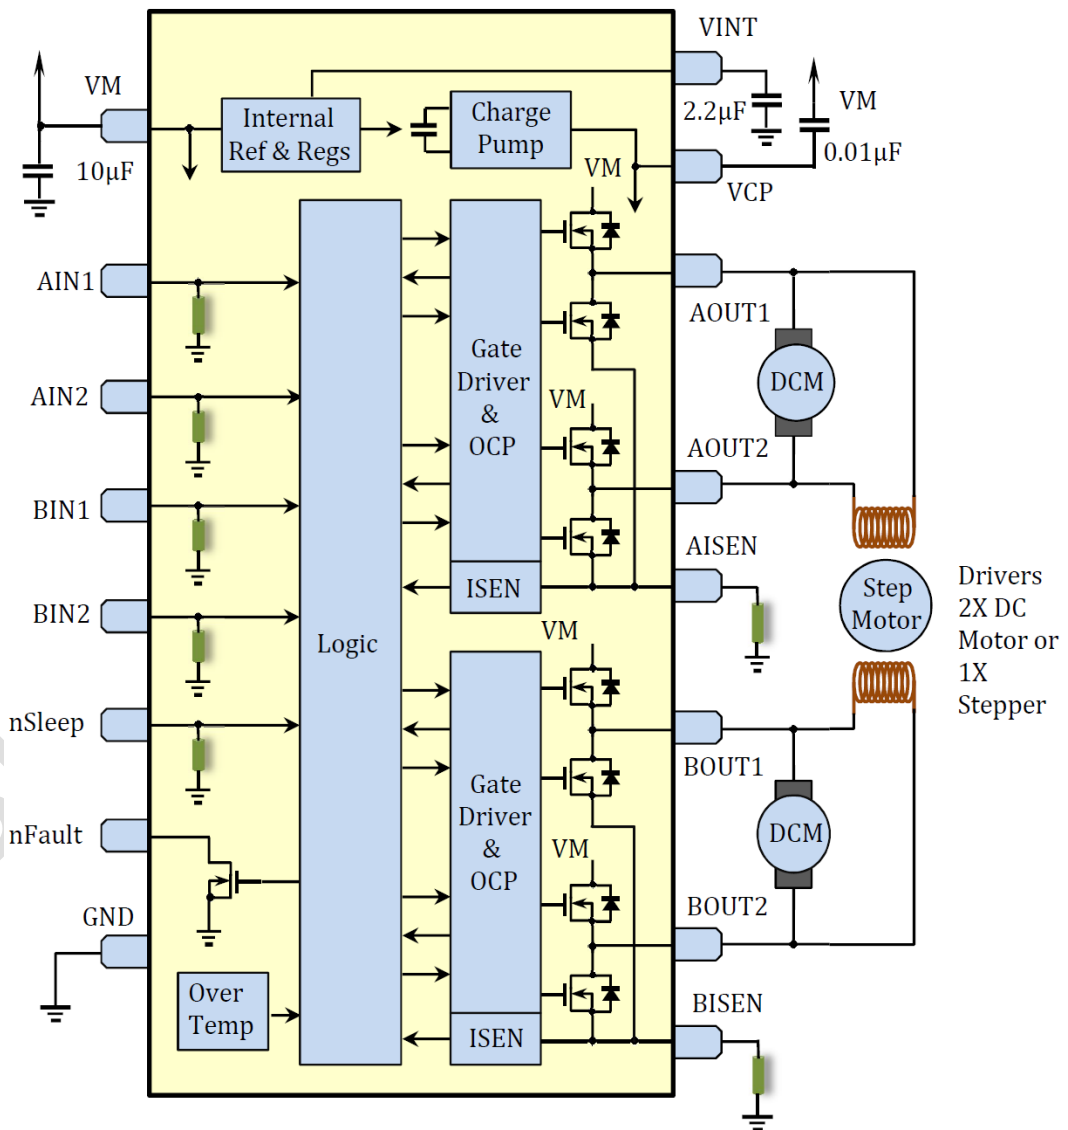 VINT
VM
2.2μF
VM
Internal
Ref & Regs
Charge
Pump
10μF
0.01μF
VM
VCP
AIN1
AOUT1
Gate
Driver
&
OCP
DCM
AIN2
VM
AOUT2
BIN1
AISEN
ISEN
Step
Motor
Drivers
2X DC
Motor or
1X
Stepper
BIN2
Logic
VM
nSleep
BOUT1
Gate
Driver
&
OCP
DCM
nFault
VM
GND
BOUT2
Over
Temp
BISEN
ISEN